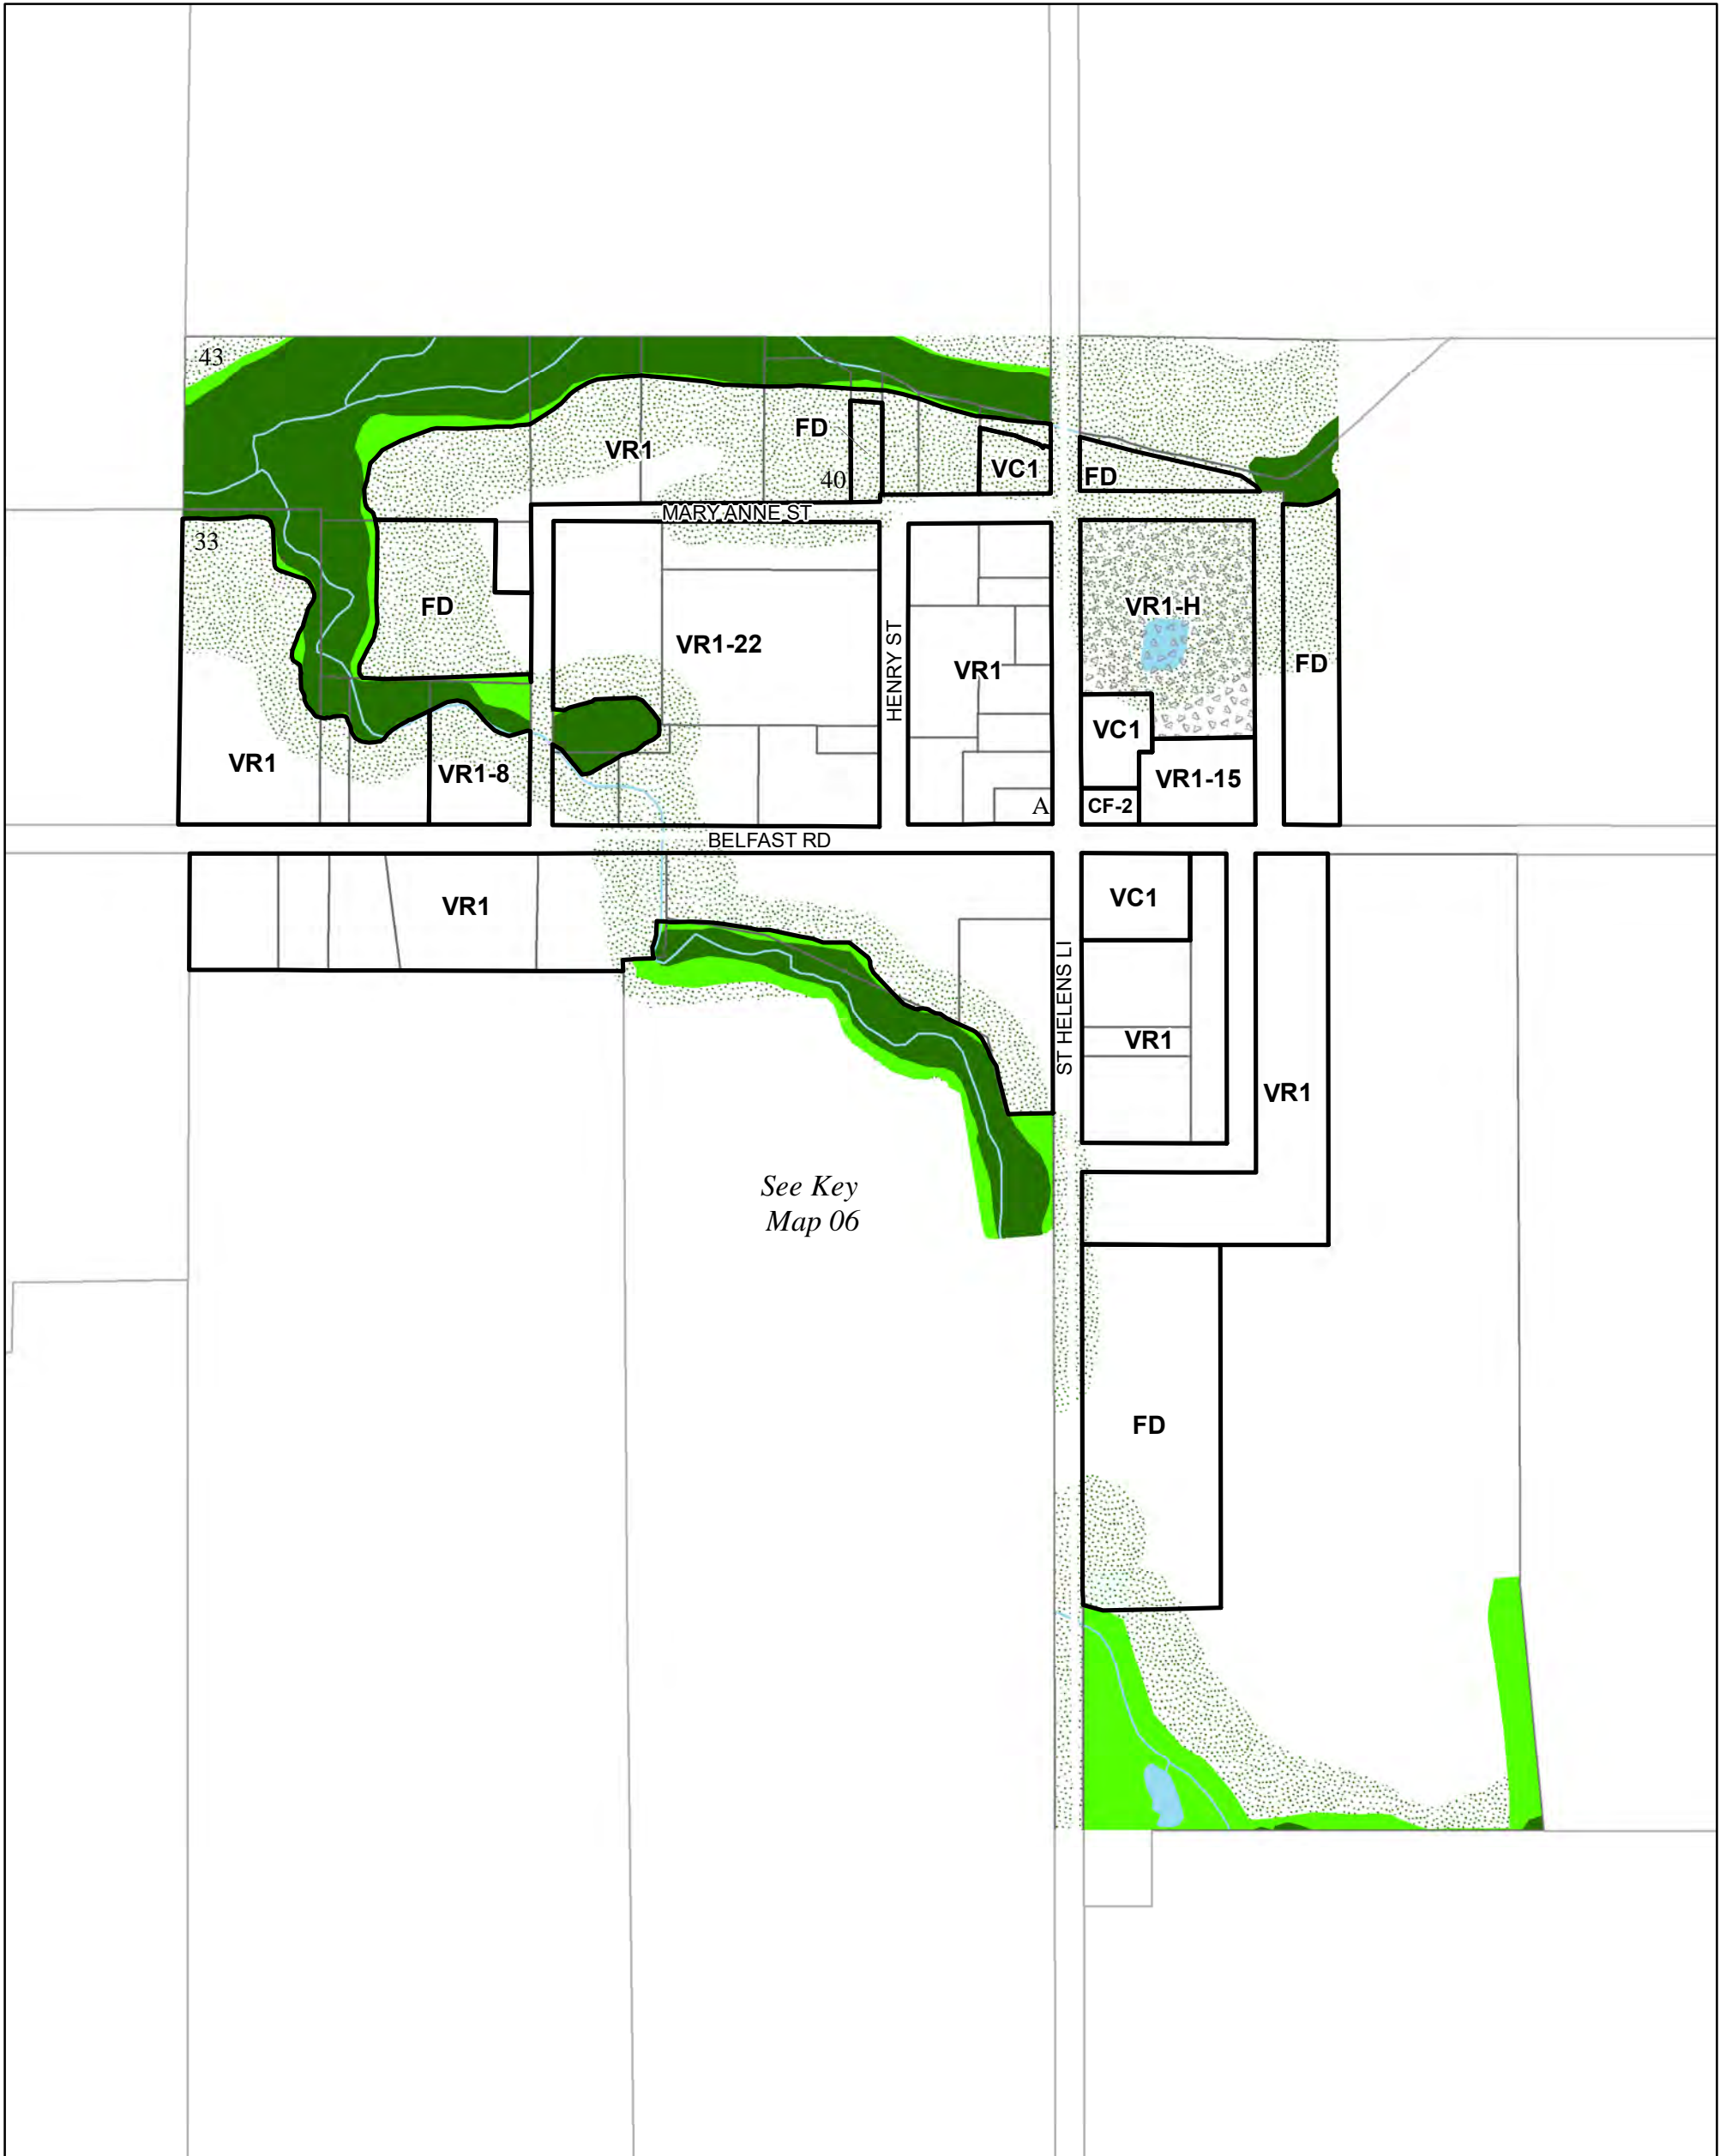 43
FD
VR1
VC1
FD
40
MARY ANNE ST
33
FD
VR1-H
VR1-22
HENRY ST
VR1
FD
VC1
VR1
VR1-8
VR1-15
A
CF-2
BELFAST RD
VC1
VR1
ST HELENS LI
VR1
VR1
See Key
Map 06
FD